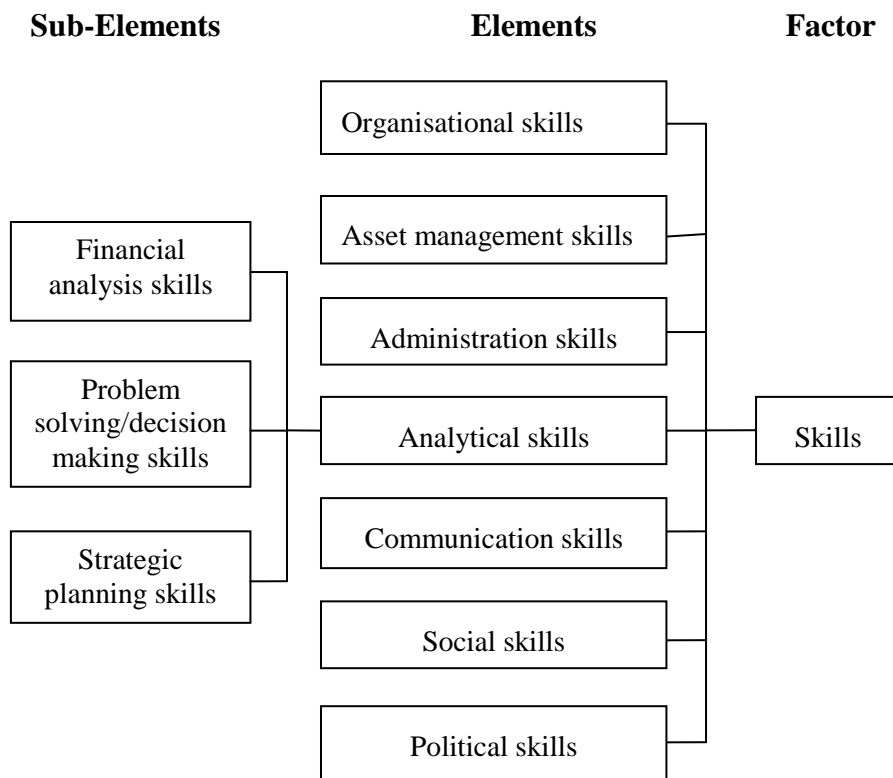 Sub-Elements
Elements
Factor
Organisational skills
Asset management skills
Financial
analysis skills
Administration skills
Problem
solving/decision
making skills
Analytical skills
Skills
Communication skills
Strategic
planning skills
Social skills
Political skills